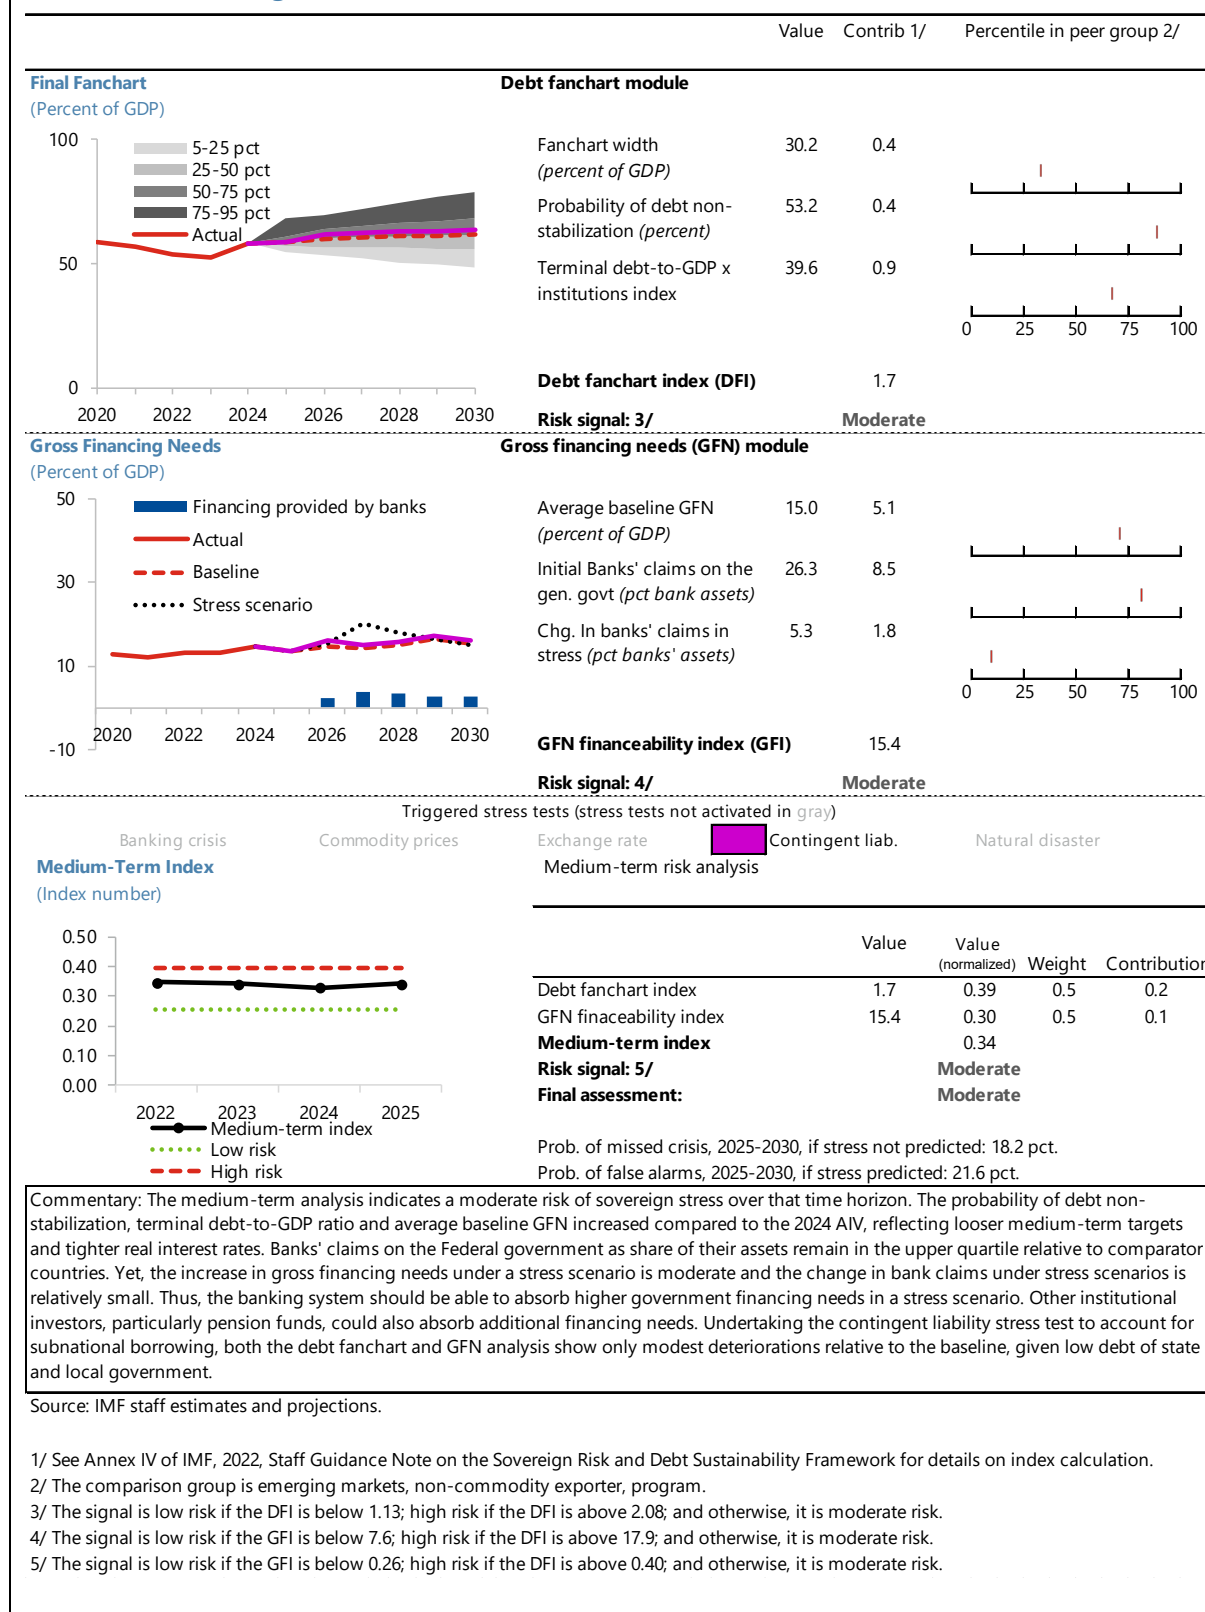 Value Contrib 1/ Percentile in peer group 2/
Final Fanchart
(Percent of GDP)
Debt fanchart module
100
50
0
5-25 pct
25-50 pct
50-75 pct
75-95 pct
Actual
2020 2022 2024 2026 2028 2030
Fanchart width 30.2 0.4
(percent of GDP)
Probability of debt non- 53.2 0.4
stabilization (percent)
Terminal debt-to-GDP x 39.6 0.9
institutions index
0 25 50 75 100
Debt fanchart index (DFI) 1.7
Risk signal: 3/ Moderate
Gross Financing Needs
(Percent of GDP)
Gross financing needs (GFN) module
50
30
10
-10
Financing provided by banks
Actual
Baseline
Stress scenario
2020 2022 2024 2026 2028 2030
Average baseline GFN 15.0 5.1
(percent of GDP)
Initial Banks' claims on the 26.3 8.5
gen. govt (pct bank assets)
Chg. In banks' claims in 5.3 1.8
stress (pct banks' assets)
0 25 50 75 100
GFN financeability index (GFI) 15.4
Risk signal: 4/ Moderate
Triggered stress tests (stress tests not activated in gray)
Banking crisis Commodity prices Exchange rate Contingent liab. Natural disaster
Medium-Term Index
(Index number)
0.50
0.40
0.30
0.20
0.10
0.00
2022 2023 2024 2025
Medium-term index
Low risk
High risk
Medium-term risk analysis
Value Value
(normalized) Weight Contribution
Debt fanchart index 1.7 0.39 0.5 0.2
GFN finaceability index 15.4 0.30 0.5 0.1
Medium-term index 0.34
Risk signal: 5/ Moderate
Final assessment: Moderate
Prob. of missed crisis, 2025-2030, if stress not predicted: 18.2 pct.
Prob. of false alarms, 2025-2030, if stress predicted: 21.6 pct.
Commentary: The medium-term analysis indicates a moderate risk of sovereign stress over that time horizon. The probability of debt non-
stabilization, terminal debt-to-GDP ratio and average baseline GFN increased compared to the 2024 AIV, reflecting looser medium-term targets
and tighter real interest rates. Banks' claims on the Federal government as share of their assets remain in the upper quartile relative to comparator
countries. Yet, the increase in gross financing needs under a stress scenario is moderate and the change in bank claims under stress scenarios is
relatively small. Thus, the banking system should be able to absorb higher government financing needs in a stress scenario. Other institutional
investors, particularly pension funds, could also absorb additional financing needs. Undertaking the contingent liability stress test to account for
subnational borrowing, both the debt fanchart and GFN analysis show only modest deteriorations relative to the baseline, given low debt of state
and local government.
Source: IMF staff estimates and projections.
1/ See Annex IV of IMF, 2022, Staff Guidance Note on the Sovereign Risk and Debt Sustainability Framework for details on index calculation.
2/ The comparison group is emerging markets, non-commodity exporter, program.
3/ The signal is low risk if the DFI is below 1.13; high risk if the DFI is above 2.08; and otherwise, it is moderate risk.
4/ The signal is low risk if the GFI is below 7.6; high risk if the DFI is above 17.9; and otherwise, it is moderate risk.
5/ The signal is low risk if the GFI is below 0.26; high risk if the DFI is above 0.40; and otherwise, it is moderate risk.